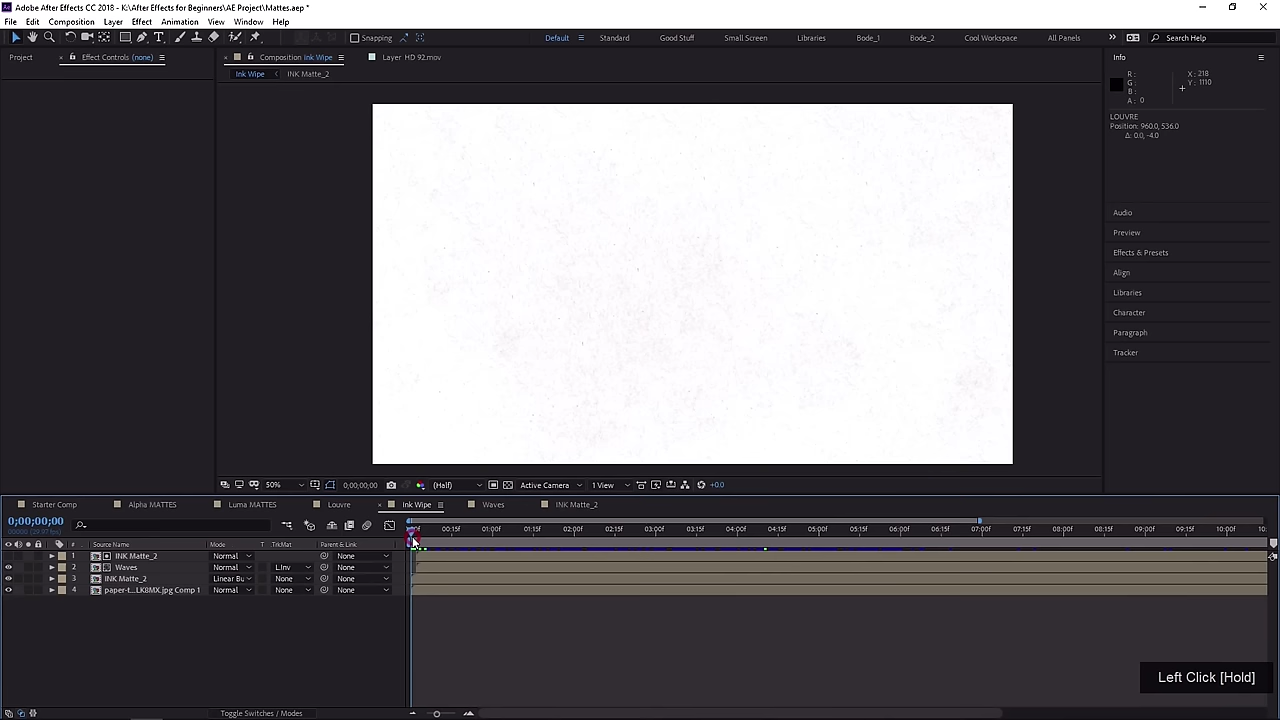 Adobe After Effects CC 2018 - K:\After Effects for Beginners\AE Project\Mattes.aep *
File Edit Composition Layer Effect Animation View Window Help
Snapping Default Standard Good Stuff Small Screen Libraries Bode_1 Bode_2 Cool Workspace All Panels Search Help
Project Effect Controls (none) Composition Ink Wipe Layer HD 92.mov Info
Ink Wipe INK Matte_2
R: X: 218
G: Y: 1110
B:
A: 0
LOUVRE
Position: 960.0, 536.0
Δ: 0.0, -4.0
Audio
Preview
Effects & Presets
Align
Libraries
Character
Paragraph
Tracker
50% 0;00;00;00 (Half) Active Camera 1 View +0.0
Starter Comp Alpha MATTES Luma MATTES Louvre Ink Wipe Waves INK Matte_2
0;00;00;00
00:15f 01:00f 01:15f 02:00f 02:15f 03:00f 03:15f 04:00f 04:15f 05:00f 05:15f 06:00f 06:15f 07:00f 07:15f 08:00f 08:15f 09:00f 09:15f 10:00f
# Source Name Mode T .TrkMat Parent & Link
1 INK Matte_2 Normal None
2 Waves Normal L.Inv None
3 INK Matte_2 Linear Bu None None
4 paper-t...LK8MX.jpg Comp 1 Normal None None
Left Click [Hold]
Toggle Switches / Modes